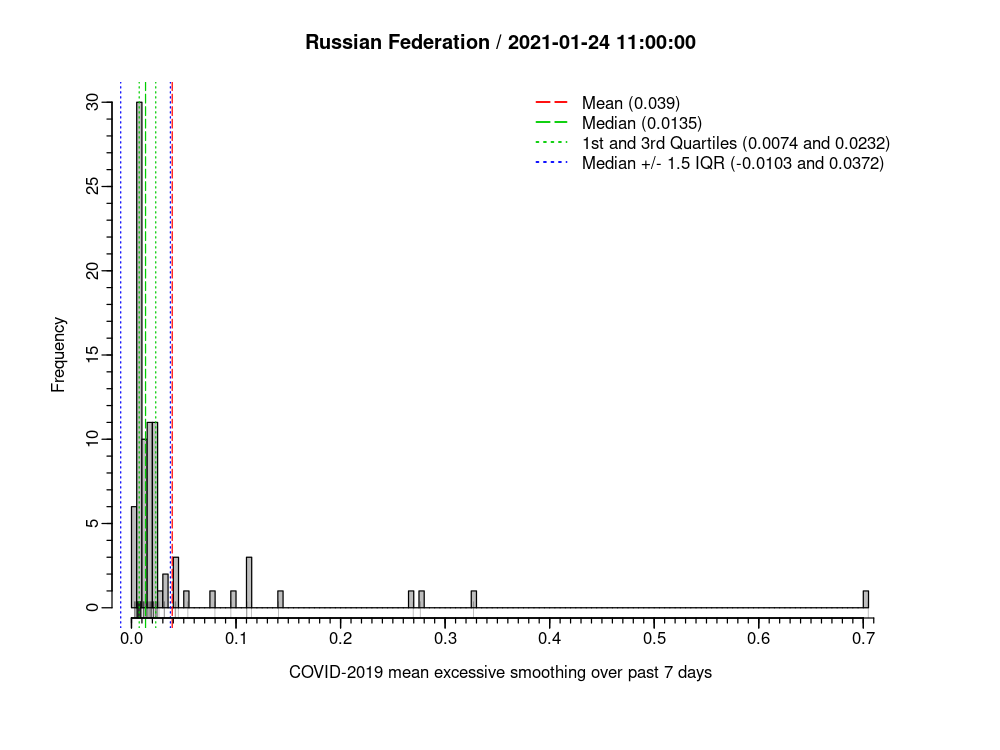 Russian Federation / 2021-01-24 11:00:00
Mean (0.039)
Median (0.0135)
1st and 3rd Quartiles (0.0074 and 0.0232)
Median +/- 1.5 IQR (-0.0103 and 0.0372)
Frequency
30
25
20
15
10
5
0
0.0 0.1 0.2 0.3 0.4 0.5 0.6 0.7
COVID-2019 mean excessive smoothing over past 7 days